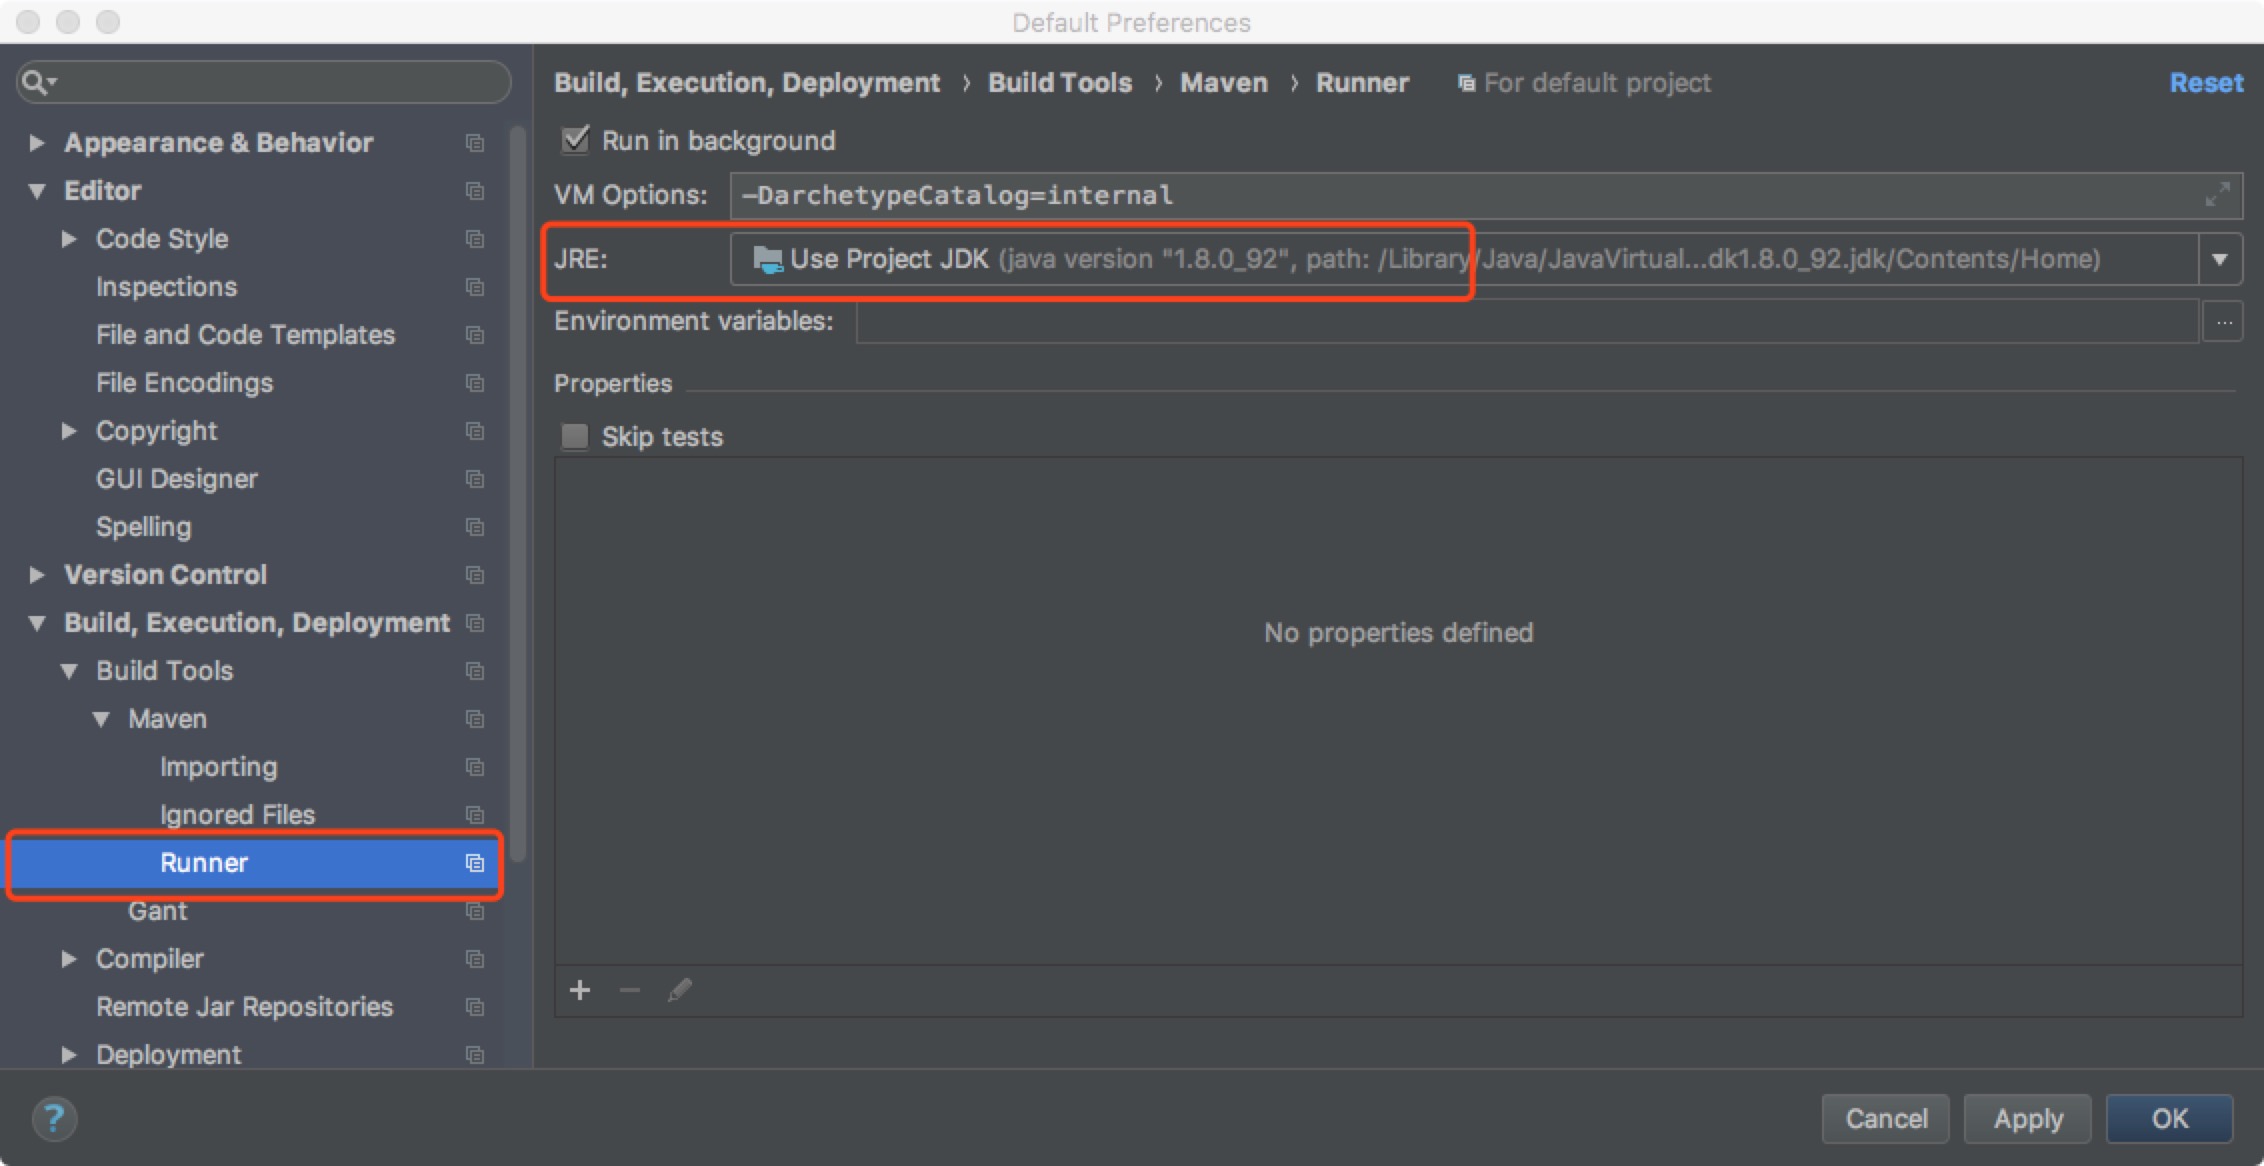 Default Preferences
Appearance & Behavior
Editor
Code Style
Inspections
File and Code Templates
File Encodings
Copyright
GUI Designer
Spelling
Version Control
Build, Execution, Deployment
Build Tools
Maven
Importing
Ignored Files
Runner
Gant
Compiler
Remote Jar Repositories
Deployment
Build, Execution, Deployment › Build Tools › Maven › Runner For default project Reset
Run in background
VM Options: –DarchetypeCatalog=internal
JRE: Use Project JDK (java version "1.8.0_92", path: /Library/Java/JavaVirtual...dk1.8.0_92.jdk/Contents/Home)
Environment variables: ...
Properties
Skip tests
No properties defined
? Cancel Apply OK